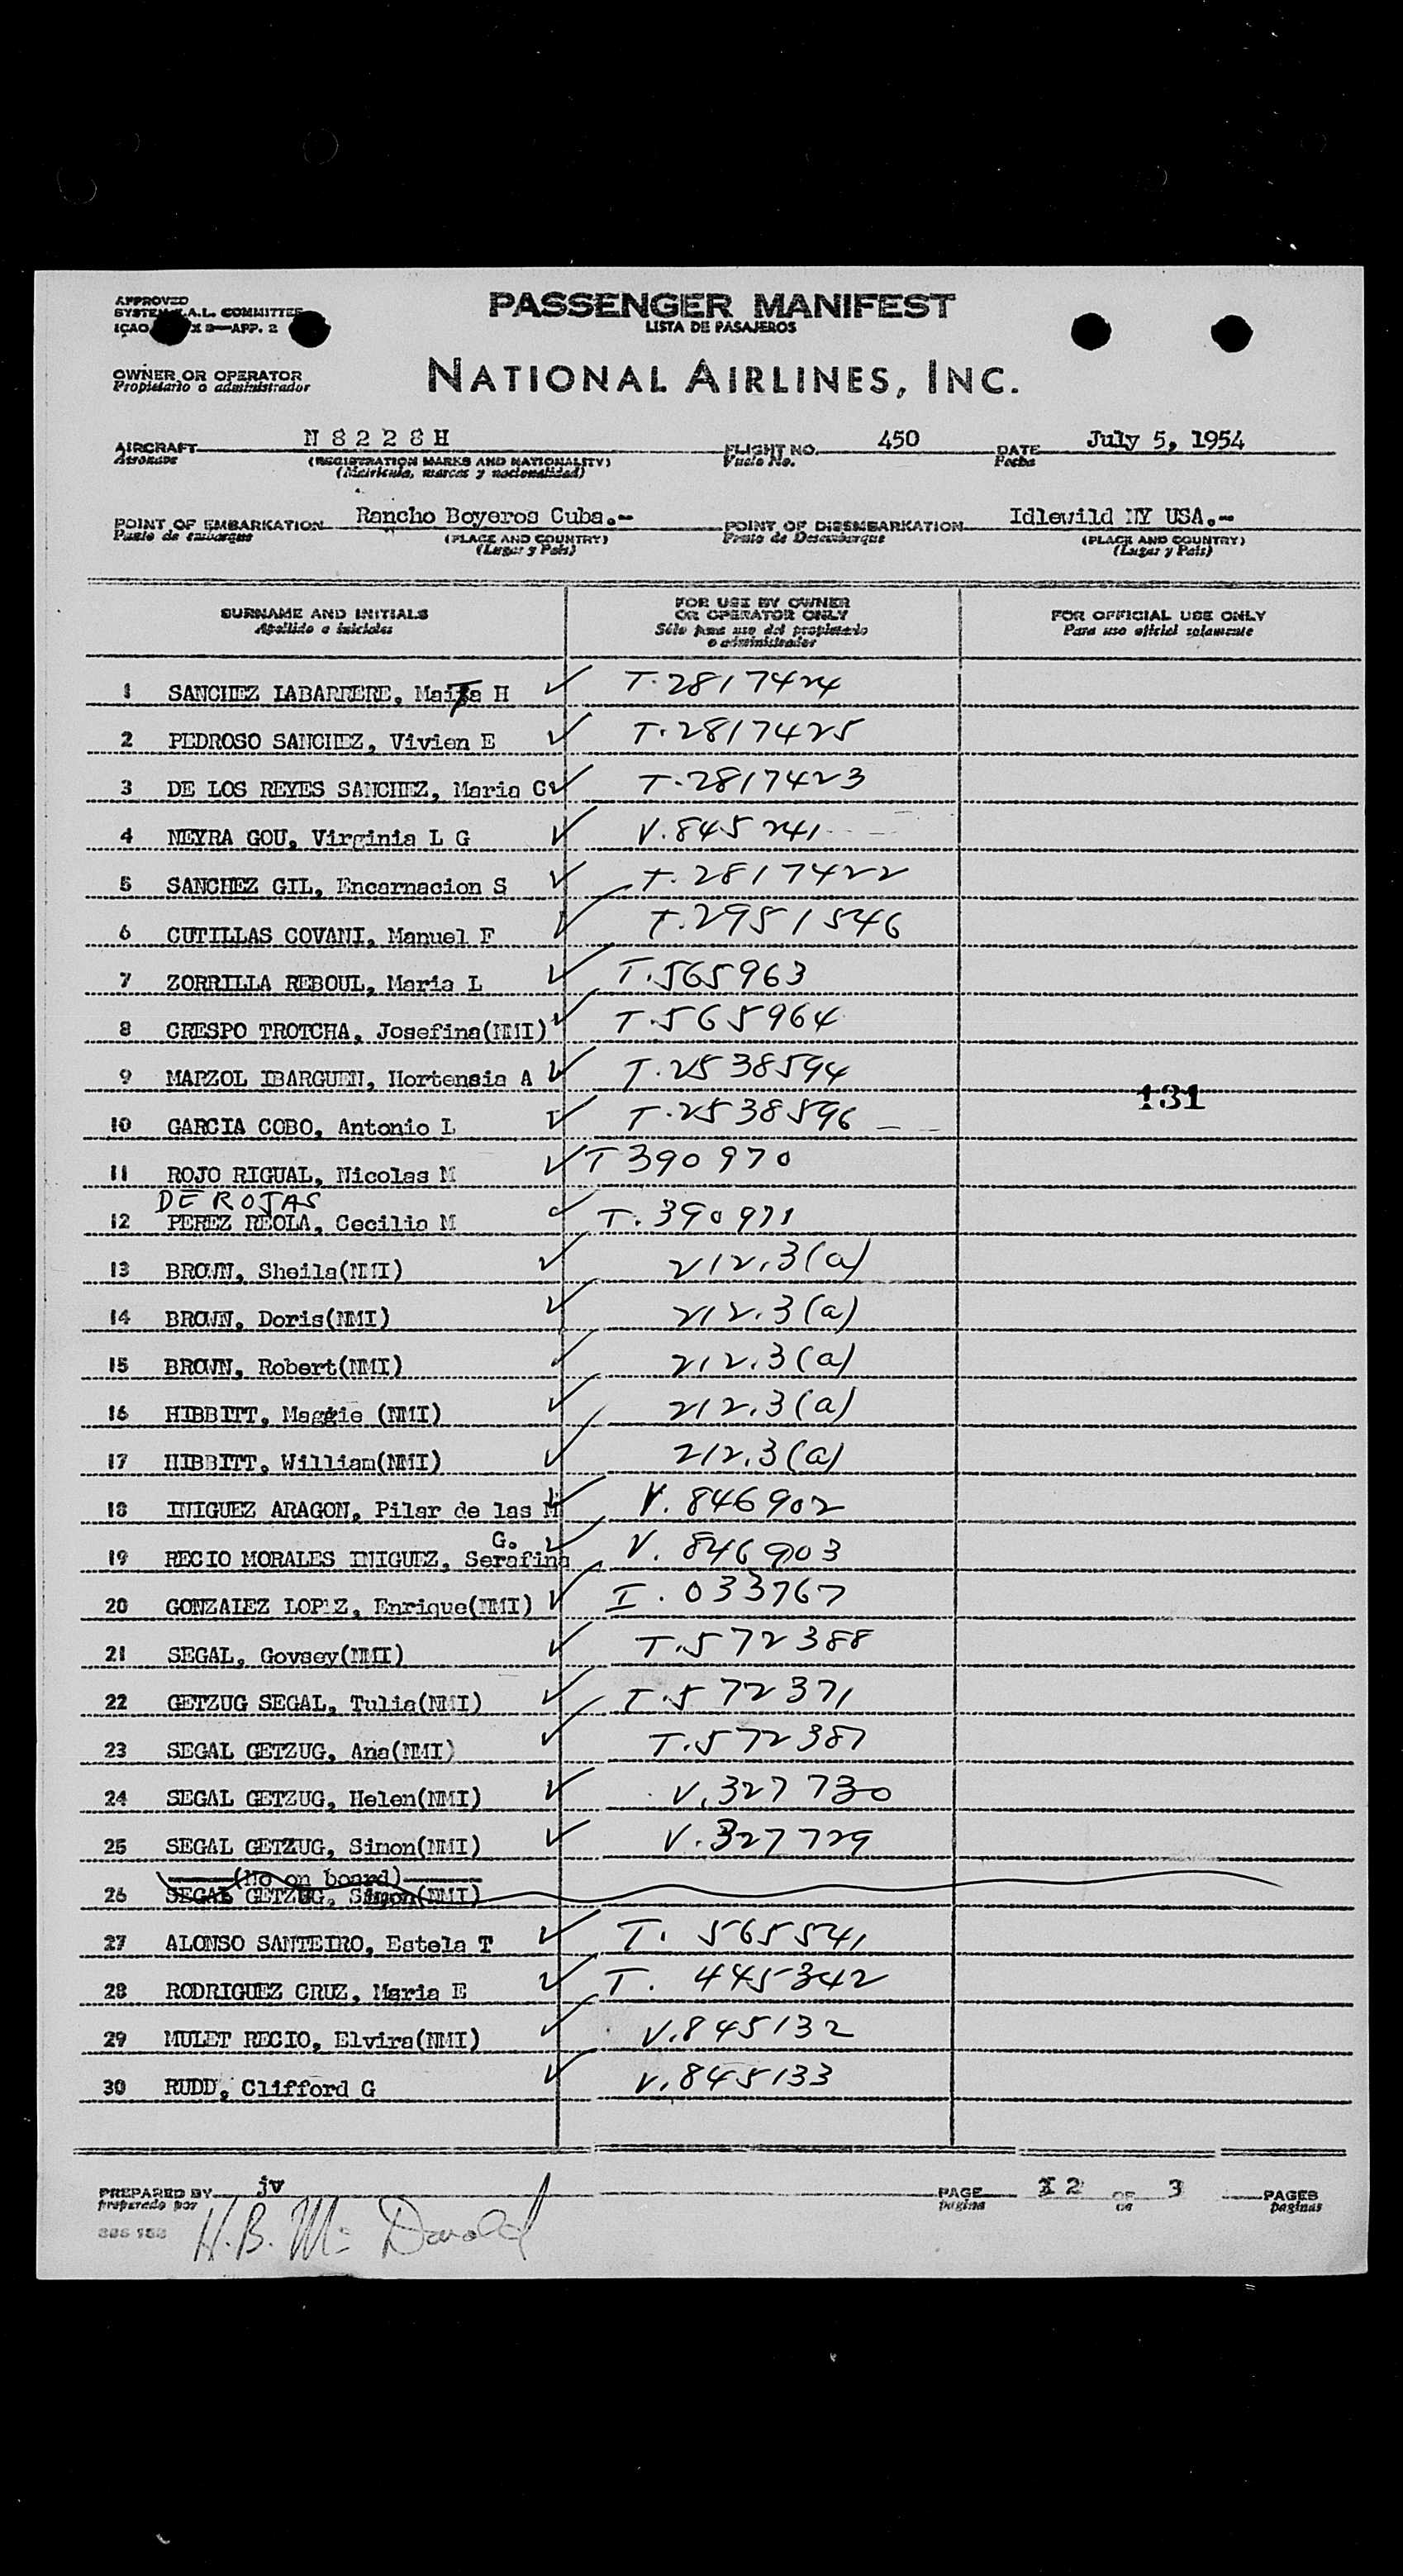 APPROVED
SYSTEM F.A.L. COMMITTEE
ICAO X 9—APP. 2
PASSENGER MANIFEST
LISTA DE PASAJEROS
OWNER OR OPERATOR
Propietario o administrador
NATIONAL AIRLINES, INC.
AIRCRAFT N 8228H FLIGHT NO. 450 DATE July 5, 1954
Aeronave (REGISTRATION MARKS AND NATIONALITY) Vuelo No. Fecha
(Matricula, marcas y nacionalidad)
POINT OF EMBARKATION Rancho Boyeros Cuba.- POINT OF DISEMBARKATION Idlewild NY USA.-
Punto de embarque (PLACE AND COUNTRY) Punto de Desembarque (PLACE AND COUNTRY)
(Lugar y Pais) (Lugar y Pais)
SURNAME AND INITIALS FOR USE BY OWNER OR OPERATOR ONLY FOR OFFICIAL USE ONLY
Apellido e iniciales Sólo para uso del propietario o administrador Para uso oficial solamente
1 SANCHEZ LABARRERE, Maita H ✓ T.2817424
2 PEDROSO SANCHEZ, Vivien E ✓ T.2817425
3 DE LOS REYES SANCHEZ, Maria C ✓ T.2817423
4 NEYRA GOU, Virginia L G ✓ V.845241
5 SANCHEZ GIL, Encarnacion S ✓ T.2817422
6 CUTILLAS COVANI, Manuel F ✓ T.2951546
7 ZORRILLA REBOUL, Maria L ✓ T.565963
8 CRESPO TROTCHA, Josefina(NMI) ✓ T.565964
9 MARZOL IBARGUEN, Hortensia A ✓ T.2538594
131
10 GARCIA COBO, Antonio L ✓ T.2538596
11 ROJO RIGUAL, Nicolas M ✓ T390970
DE ROJAS
12 PEREZ REOLA, Cecilia M ✓ T.390971
13 BROWN, Sheila(NMI) ✓ 212.3(a)
14 BROWN, Doris(NMI) ✓ 212.3(a)
15 BROWN, Robert(NMI) ✓ 212.3(a)
16 HIBBITT, Maggie (NMI) ✓ 212.3(a)
17 HIBBITT, William(NMI) ✓ 212.3(a)
18 INIGUEZ ARAGON, Pilar de las M ✓ V.846902
G.
19 RECIO MORALES INIGUEZ, Serafina ✓ V.846903
20 GONZALEZ LOPEZ, Enrique(NMI) ✓ I.033767
21 SEGAL, Govsey(NMI) ✓ T.572388
22 GETZUG SEGAL, Tulia(NMI) ✓ T.572371
23 SEGAL GETZUG, Ana(NMI) ✓ T.572387
24 SEGAL GETZUG, Helen(NMI) ✓ V.327730
25 SEGAL GETZUG, Simon(NMI) ✓ V.327729
(No on board)
26 SEGAL GETZUG, Simon(NMI)
27 ALONSO SANTEIRO, Estela T ✓ T. 565541
28 RODRIGUEZ CRUZ, Maria E ✓ T. 445342
29 MULET RECIO, Elvira(NMI) ✓ V.845132
30 RUDD, Clifford G ✓ V.845133
PREPARED BY jv PAGE 2 OF 3 PAGES
preparado por pagina de paginas
H.B. Mc Donald